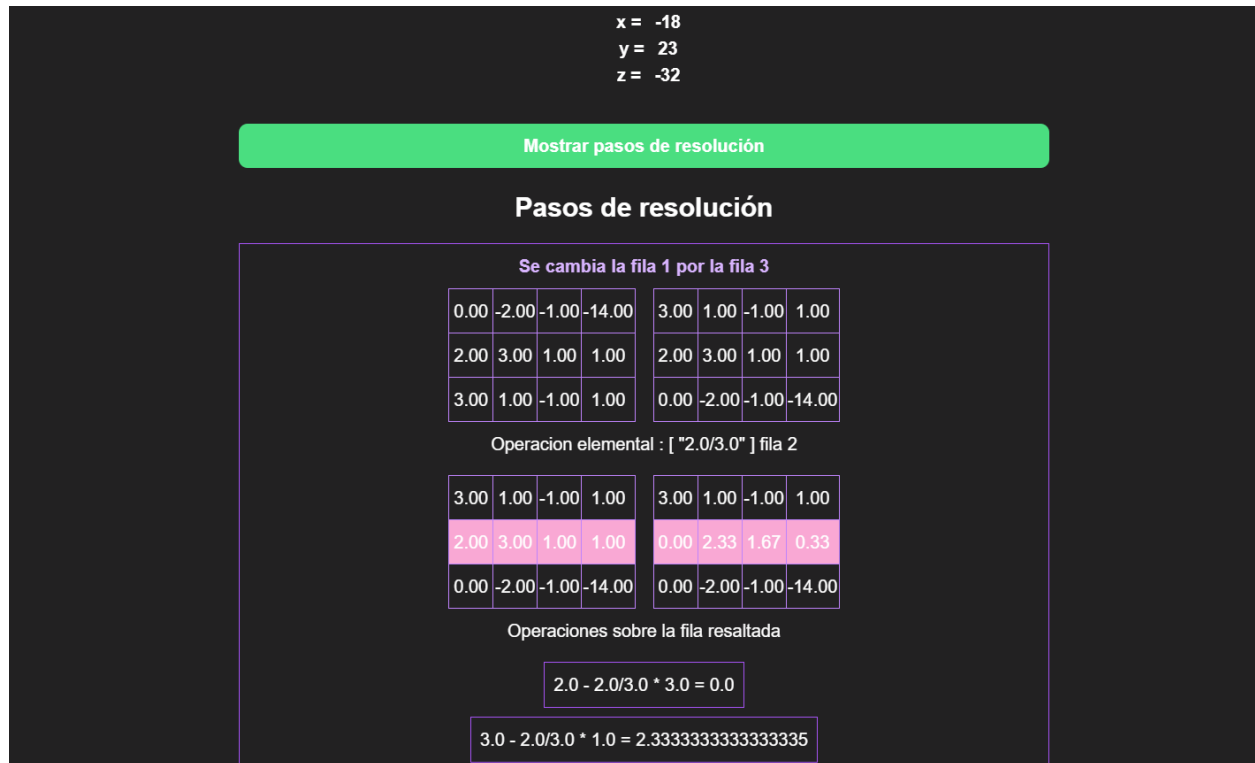 x = -18
y = 23
z = -32
Mostrar pasos de resolución
Pasos de resolución
Se cambia la fila 1 por la fila 3
0.00 -2.00 -1.00 -14.00 3.00 1.00 -1.00 1.00
2.00 3.00 1.00 1.00 2.00 3.00 1.00 1.00
3.00 1.00 -1.00 1.00 0.00 -2.00 -1.00 -14.00
Operacion elemental : [ "2.0/3.0" ] fila 2
3.00 1.00 -1.00 1.00 3.00 1.00 -1.00 1.00
2.00 3.00 1.00 1.00 0.00 2.33 1.67 0.33
0.00 -2.00 -1.00 -14.00 0.00 -2.00 -1.00 -14.00
Operaciones sobre la fila resaltada
2.0 - 2.0/3.0 * 3.0 = 0.0
3.0 - 2.0/3.0 * 1.0 = 2.3333333333333335